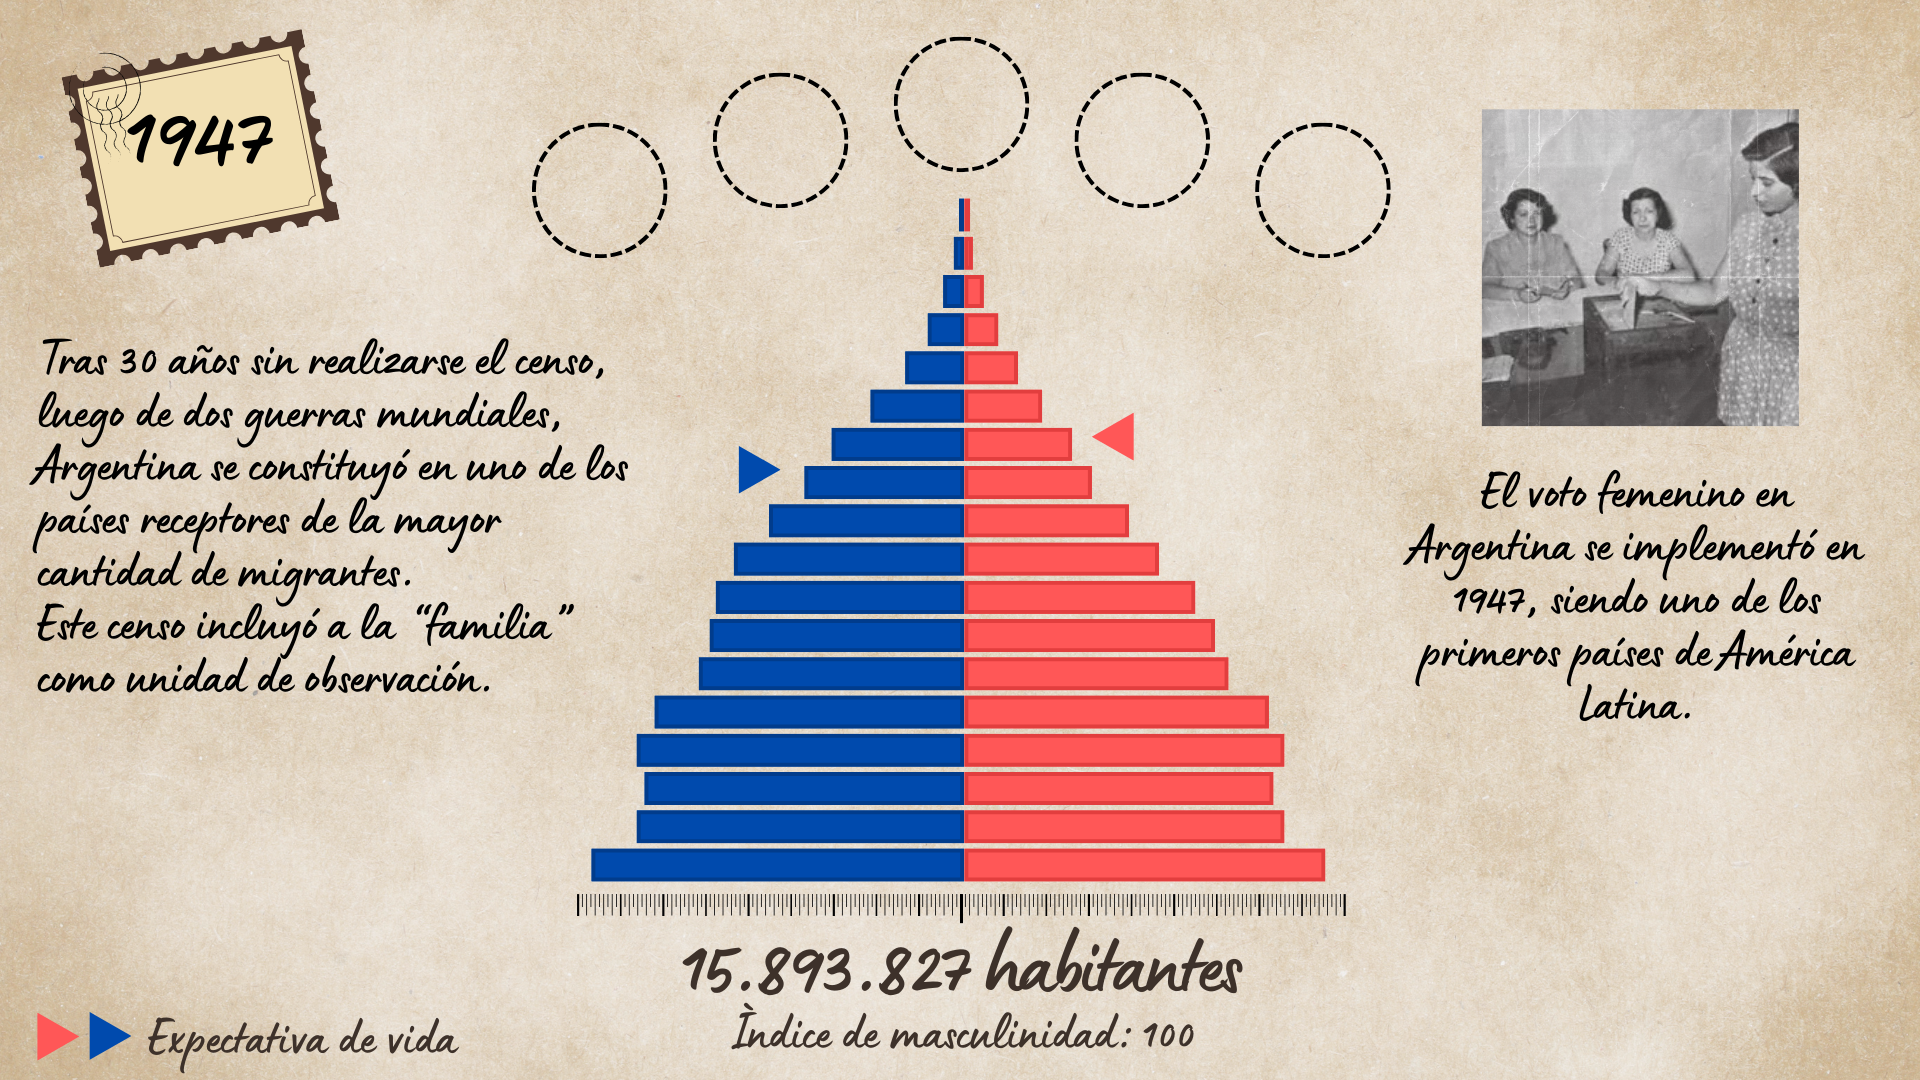 1947
Tras 30 años sin realizarse el censo,
luego de dos guerras mundiales,
Argentina se constituyó en uno de los
países receptores de la mayor
cantidad de migrantes.
Este censo incluyó a la “familia”
como unidad de observación.
El voto femenino en
Argentina se implementó en
1947, siendo uno de los
primeros países de América
Latina.
15.893.827 habitantes
Ìndice de masculinidad: 100
Expectativa de vida